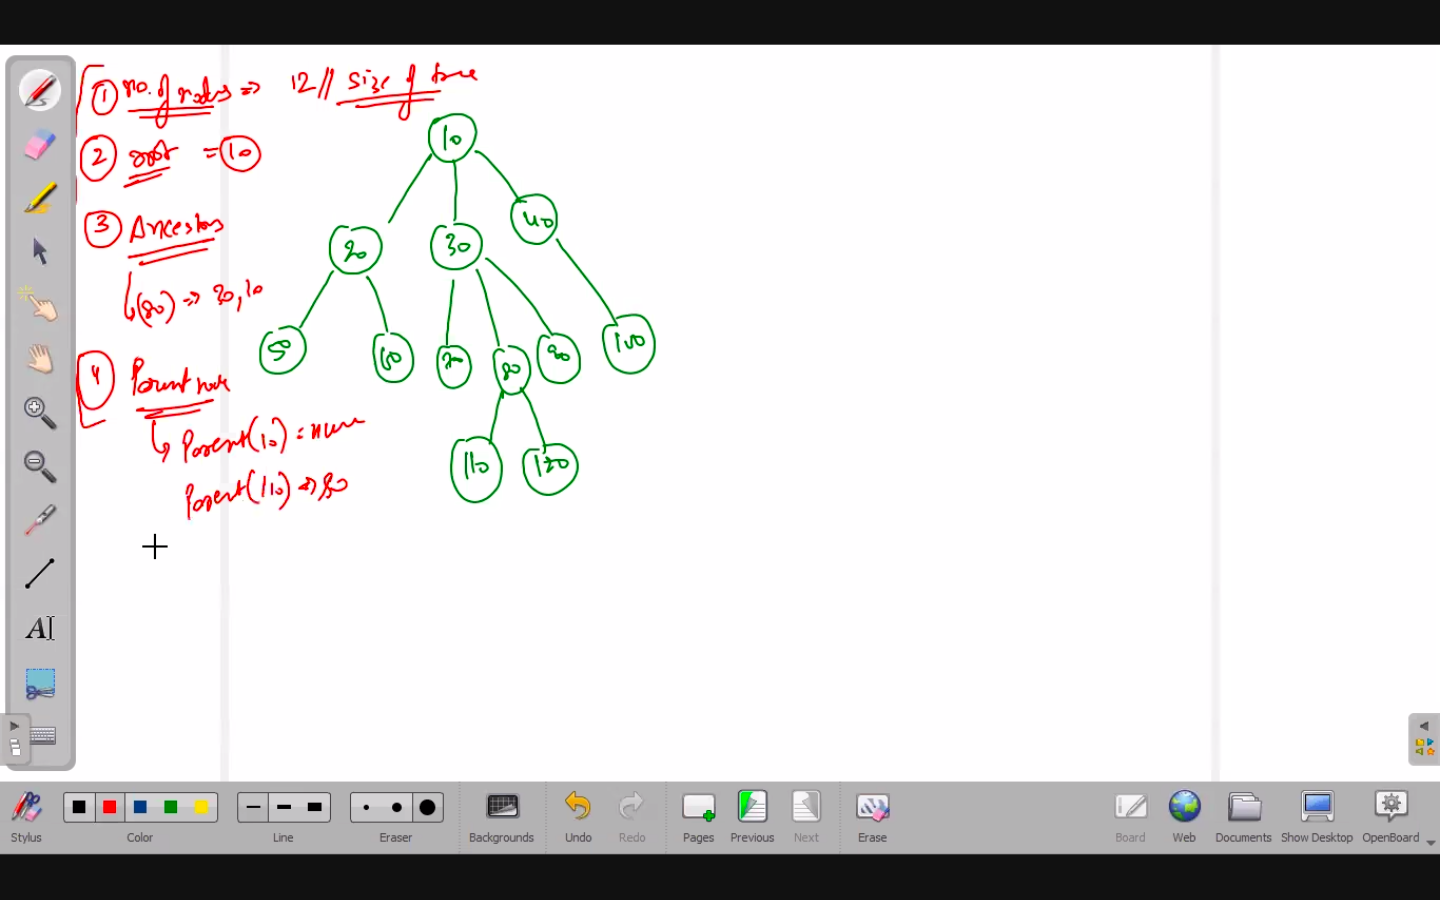 ① no. of nodes => 12 // size of tree
② root = 10
③ Ancestors
(80) => 30, 10
④ Parent node
Parent(10) = null
Parent(110) => 80
10
20 30 40
50 60 70 80 90 100
110 120
A
Stylus Color Line Eraser Backgrounds Undo Redo Pages Previous Next Erase Board Web Documents Show Desktop OpenBoard